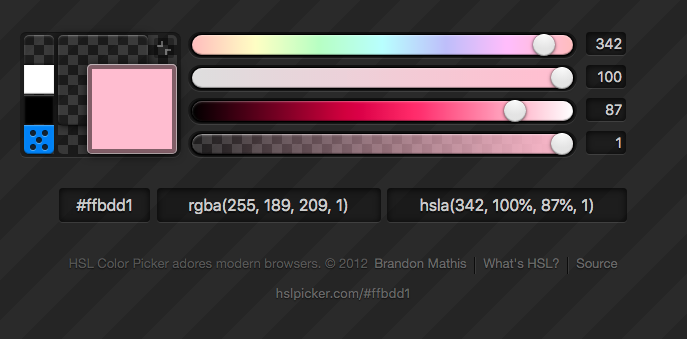 342
100
87
1
#ffbdd1 rgba(255, 189, 209, 1) hsla(342, 100%, 87%, 1)
HSL Color Picker adores modern browsers. © 2012 Brandon Mathis What's HSL? Source
hslpicker.com/#ffbdd1